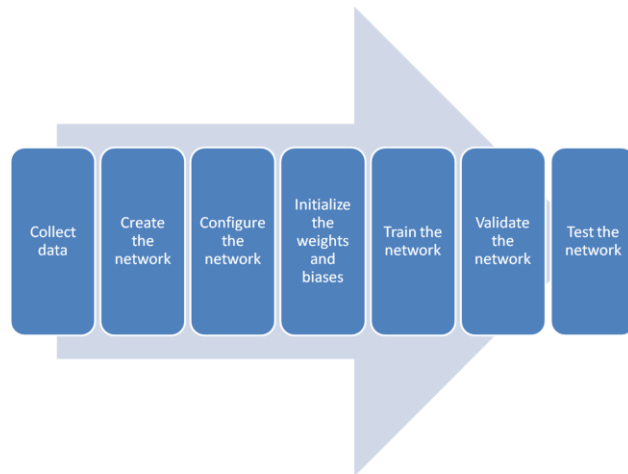 Collect
data
Create
the
network
Configure
the
network
Initialize
the
weights
and
biases
Train the
network
Validate
the
network
Test the
network